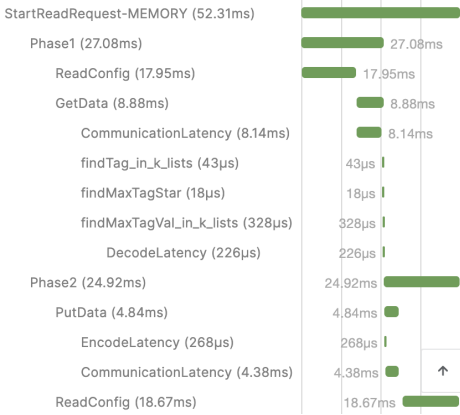 StartReadRequest-MEMORY (52.31ms)
Phase1 (27.08ms) 27.08ms
ReadConfig (17.95ms) 17.95ms
GetData (8.88ms) 8.88ms
CommunicationLatency (8.14ms) 8.14ms
findTag_in_k_lists (43μs) 43μs
findMaxTagStar (18μs) 18μs
findMaxTagVal_in_k_lists (328μs) 328μs
DecodeLatency (226μs) 226μs
Phase2 (24.92ms) 24.92ms
PutData (4.84ms) 4.84ms
EncodeLatency (268μs) 268μs
CommunicationLatency (4.38ms) 4.38ms
ReadConfig (18.67ms) 18.67ms